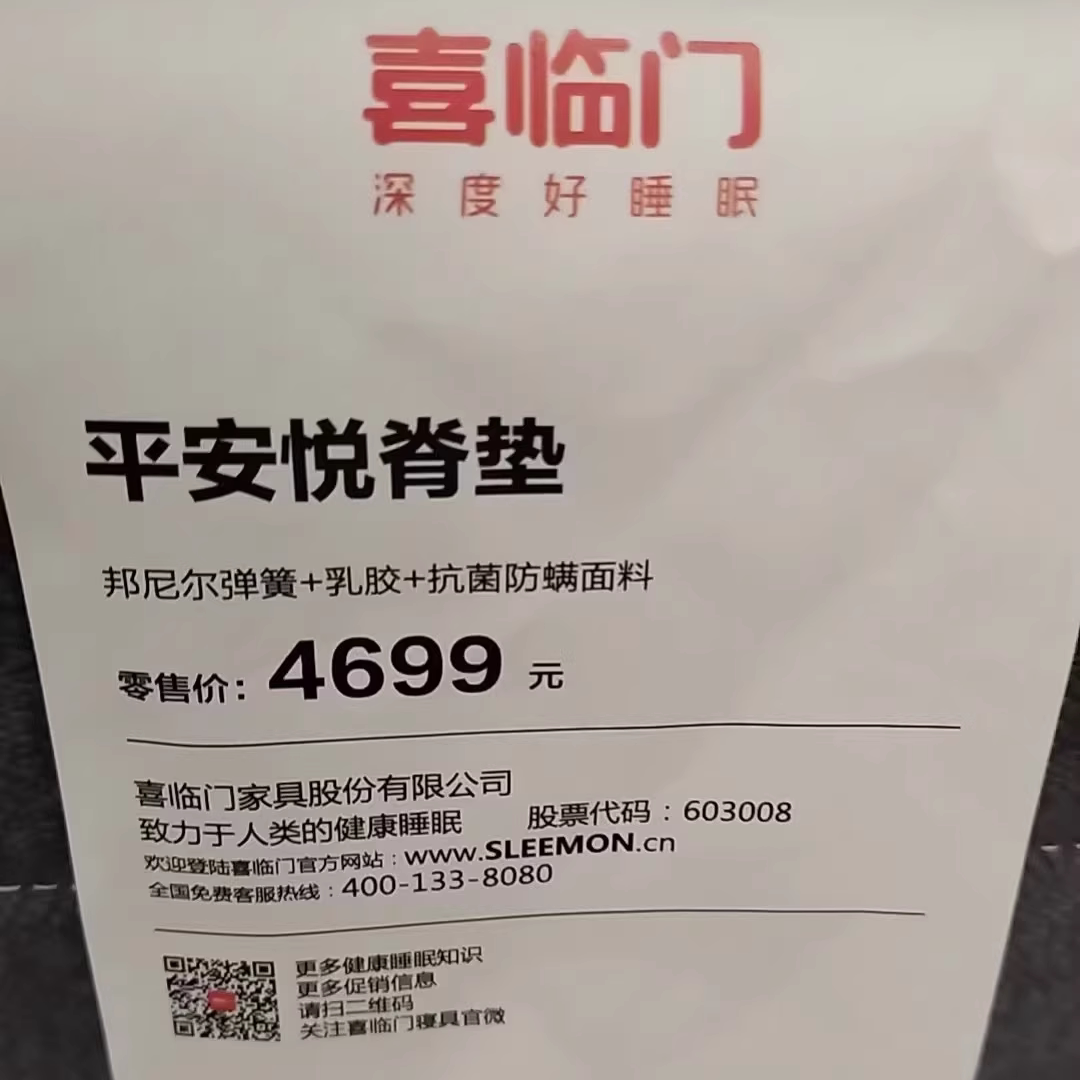 喜临门
深度好睡眠
平安悦脊垫
邦尼尔弹簧+乳胶+抗菌防螨面料
零售价：4699 元
喜临门家具股份有限公司
致力于人类的健康睡眠 股票代码：603008
欢迎登陆喜临门官方网站：www.SLEEMON.cn
全国免费客服热线：400-133-8080
更多健康睡眠知识
更多促销信息
请扫二维码
关注喜临门寝具官微